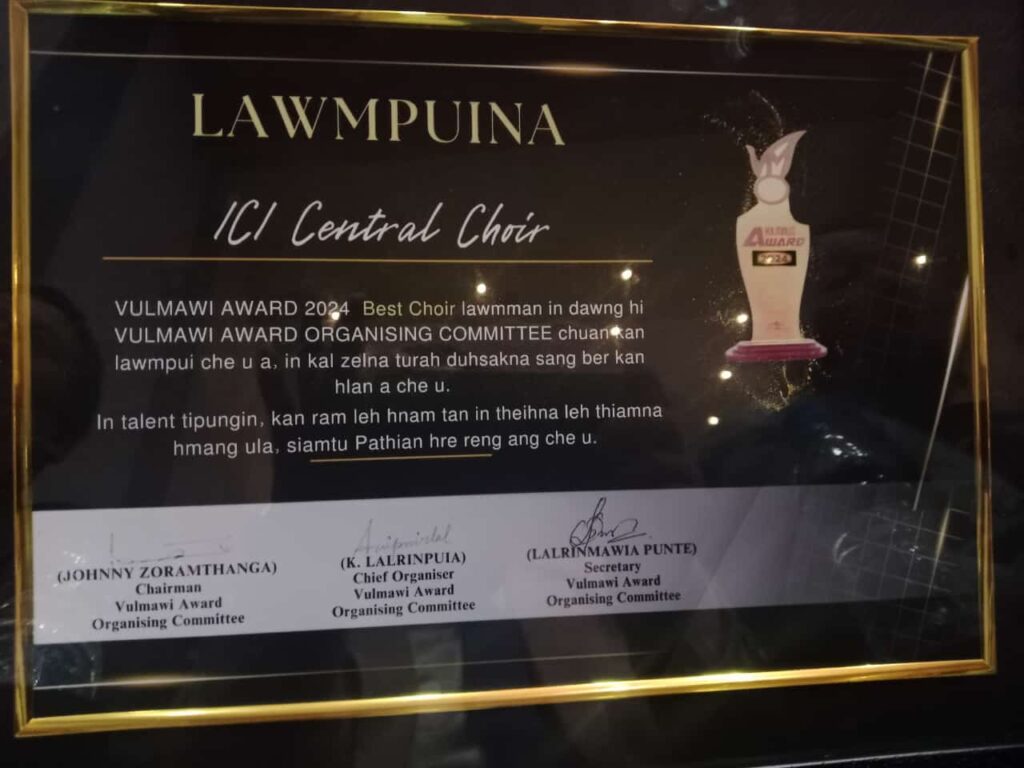 LAWMPUINA
ICI Central Choir
AWARD
2024
VULMAWI AWARD 2024 Best Choir lawmman in dawng hi
VULMAWI AWARD ORGANISING COMMITTEE chuan kan
lawmpui che u a, in kal zelna turah duhsakna sang ber kan
hlan a che u.
In talent tipungin, kan ram leh hnam tan in theihna leh thiamna
hmang ula, siamtu Pathian hre reng ang che u.
(JOHNNY ZORAMTHANGA)
Chairman
Vulmawi Award
Organising Committee
(K. LALRINPUIA)
Chief Organiser
Vulmawi Award
Organising Committee
(LALRINMAWIA PUNTE)
Secretary
Vulmawi Award
Organising Committee